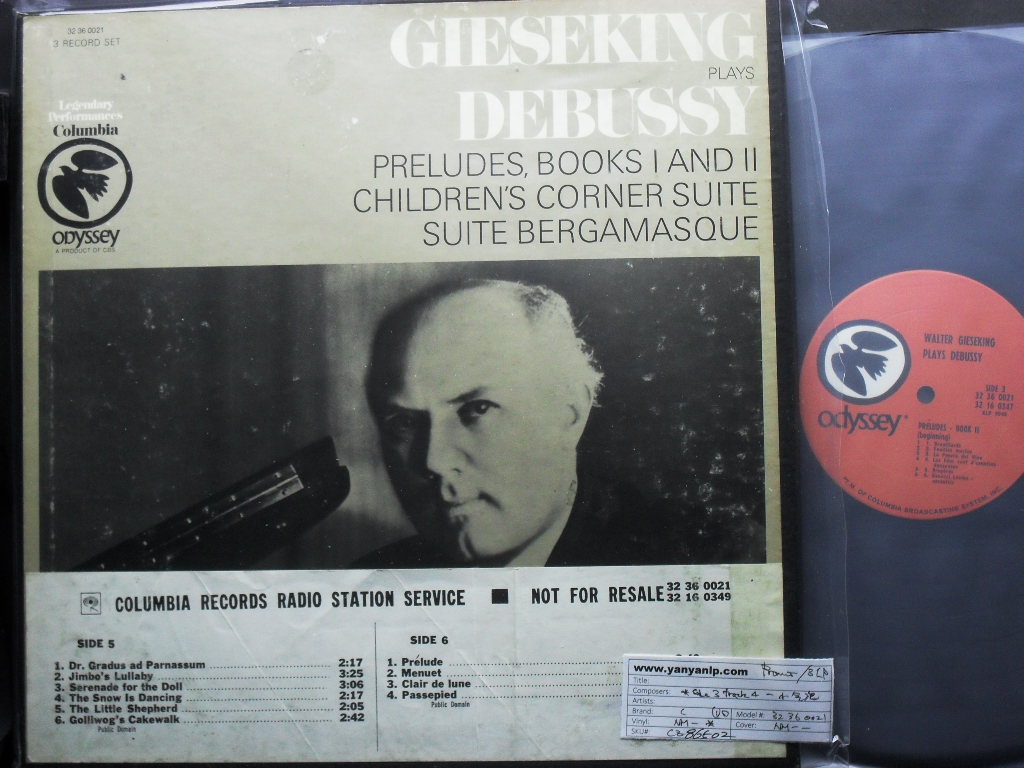 32 36 0021
3 RECORD SET
GIESEKING
PLAYS
DEBUSSY
PRELUDES, BOOKS I AND II
CHILDREN'S CORNER SUITE
SUITE BERGAMASQUE
Legendary
Performances
Columbia
ODYSSEY
A PRODUCT OF CBS
COLUMBIA RECORDS RADIO STATION SERVICE ■ NOT FOR RESALE
32 36 0021
32 16 0349
SIDE 5
1. Dr. Gradus ad Parnassum 2:17
2. Jimbo's Lullaby 3:25
3. Serenade for the Doll 3:06
4. The Snow Is Dancing 2:17
5. The Little Shepherd 2:05
6. Golliwog's Cakewalk 2:42
Public Domain
SIDE 6
1. Prélude
2. Menuet
3. Clair de lune
4. Passepied
Public Domain
www.yanyanlp.com
Title:
Composers:
Artists:
Brand: C
Model#: 32 36 0021
Vinyl: NM-
Cover: NM--
SKU#:
WALTER GIESEKING
PLAYS DEBUSSY
odyssey
SIDE 3
32 36 0021
32 16 0347
PRELUDES - BOOK II
(beginning)
OF COLUMBIA BROADCASTING SYSTEM, INC.